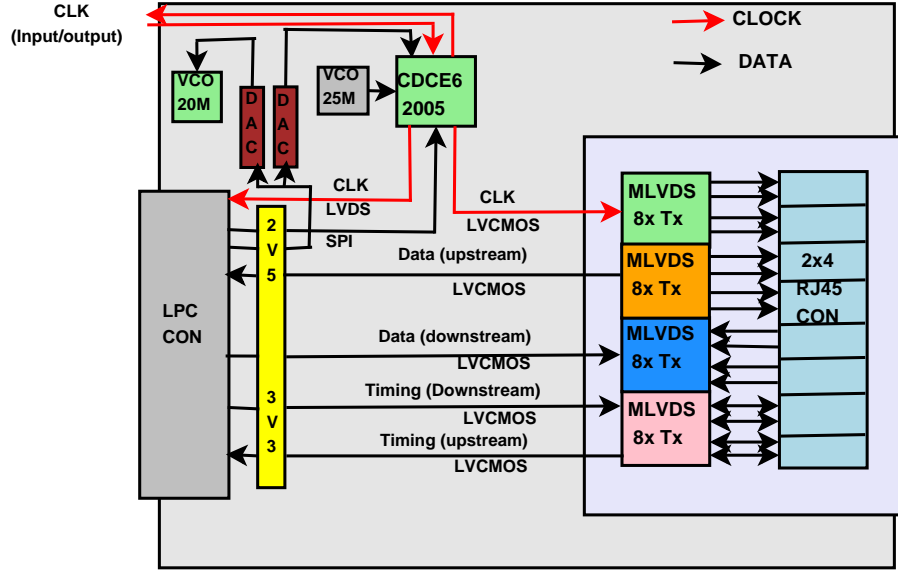 CLK
(Input/output)
CLOCK
DATA
VCO
20M
D
A
C
D
A
C
VCO
25M
CDCE6
2005
CLK
LVDS
SPI
CLK
LVCMOS
Data (upstream)
LVCMOS
Data (downstream)
LVCMOS
Timing (Downstream)
LVCMOS
Timing (upstream)
LVCMOS
LPC
CON
2
V
5
3
V
3
MLVDS
8x Tx
MLVDS
8x Tx
MLVDS
8x Tx
MLVDS
8x Tx
2x4
RJ45
CON